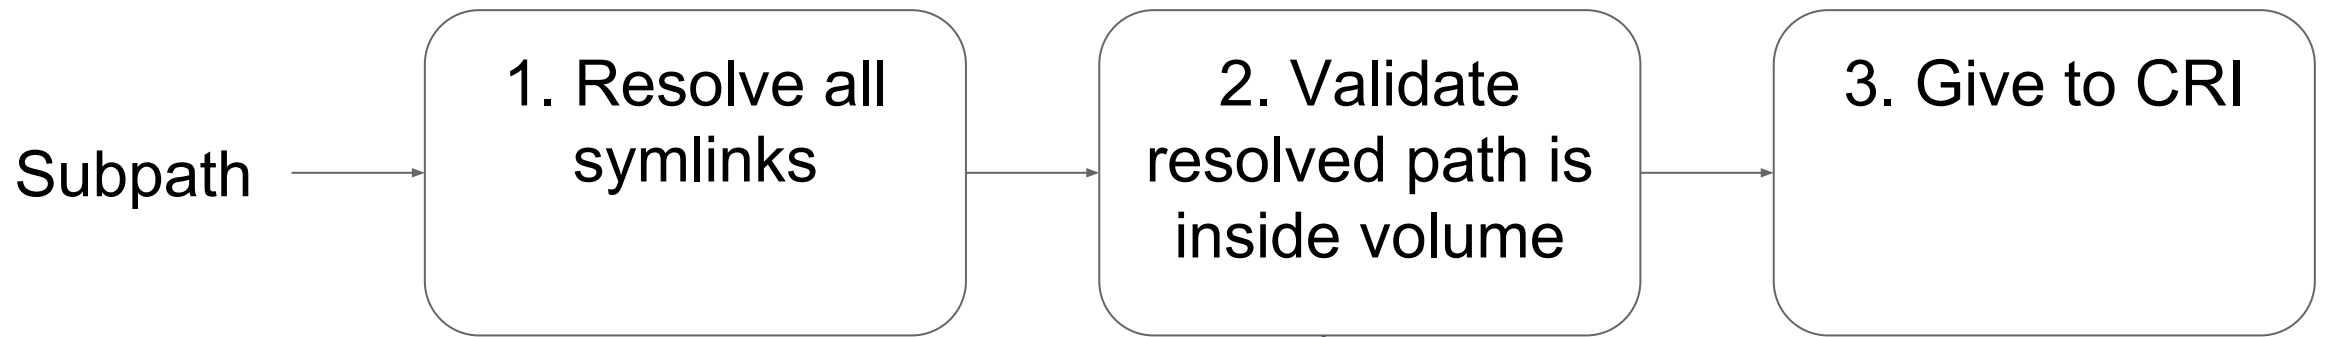 Subpath
1. Resolve all
symlinks
2. Validate
resolved path is
inside volume
3. Give to CRI